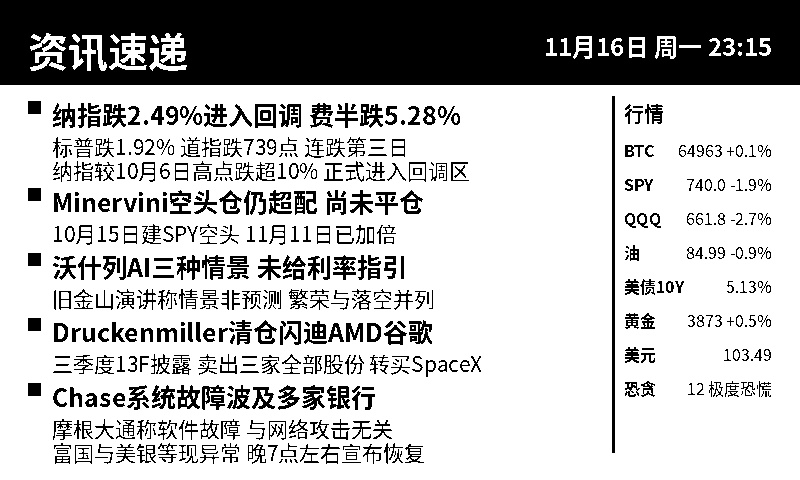 资讯速递
11月16日 周一 23:15
纳指跌2.49%进入回调 费半跌5.28%
标普跌1.92% 道指跌739点 连跌第三日
纳指较10月6日高点跌超10% 正式进入回调区
Minervini空头仓仍超配 尚未平仓
10月15日建SPY空头 11月11日已加倍
沃什列AI三种情景 未给利率指引
旧金山演讲称情景非预测 繁荣与落空并列
Druckenmiller清仓闪迪AMD谷歌
三季度13F披露 卖出三家全部股份 转买SpaceX
Chase系统故障波及多家银行
摩根大通称软件故障 与网络攻击无关
富国与美银等现异常 晚7点左右宣布恢复
行情
BTC 64963 +0.1%
SPY 740.0 -1.9%
QQQ 661.8 -2.7%
油 84.99 -0.9%
美债10Y 5.13%
黄金 3873 +0.5%
美元 103.49
恐贪 12 极度恐慌